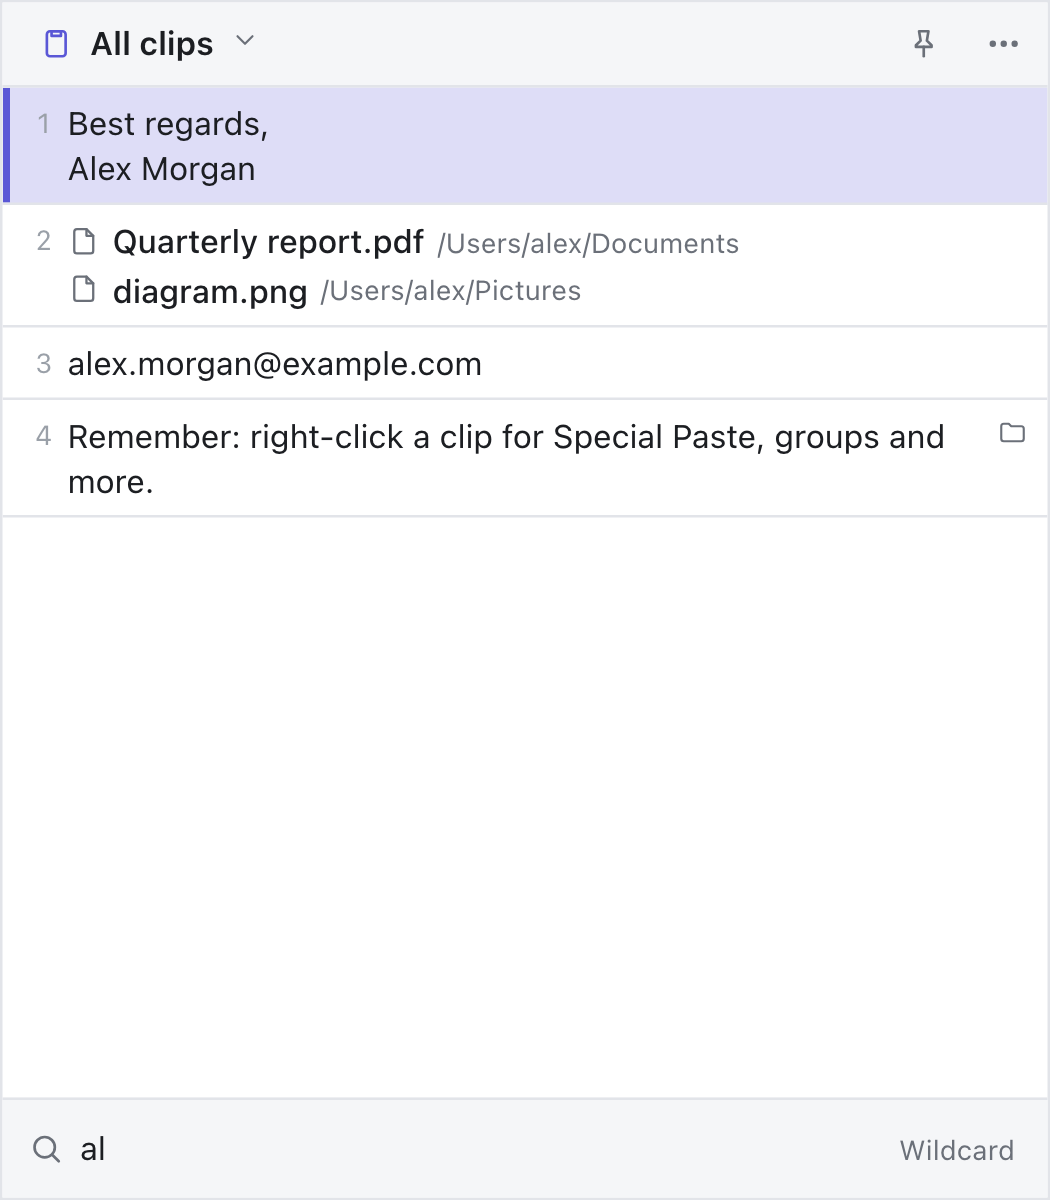 All clips
1 Best regards,
Alex Morgan
2 Quarterly report.pdf /Users/alex/Documents
diagram.png /Users/alex/Pictures
3 alex.morgan@example.com
4 Remember: right-click a clip for Special Paste, groups and
more.
al Wildcard